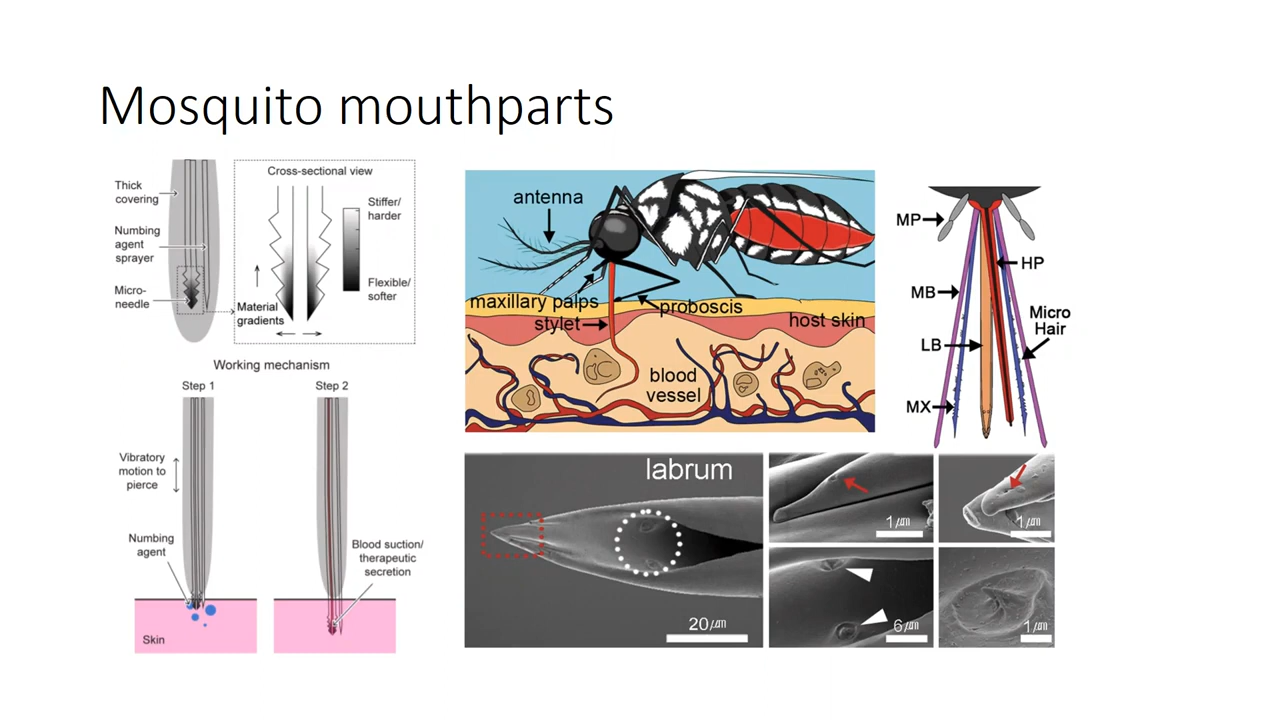 Mosquito mouthparts
Thick
covering
Numbing
agent
sprayer
Micro-
needle
Cross-sectional view
Stiffer/
harder
Flexible/
softer
Material
gradients
Working mechanism
Step 1
Step 2
Vibratory
motion to
pierce
Numbing
agent
Blood suction/
therapeutic
secretion
Skin
antenna
maxillary palps
proboscis
stylet
host skin
blood
vessel
MP
HP
MB
Micro
Hair
LB
MX
labrum
20㎛
1㎛
1㎛
6㎛
1㎛